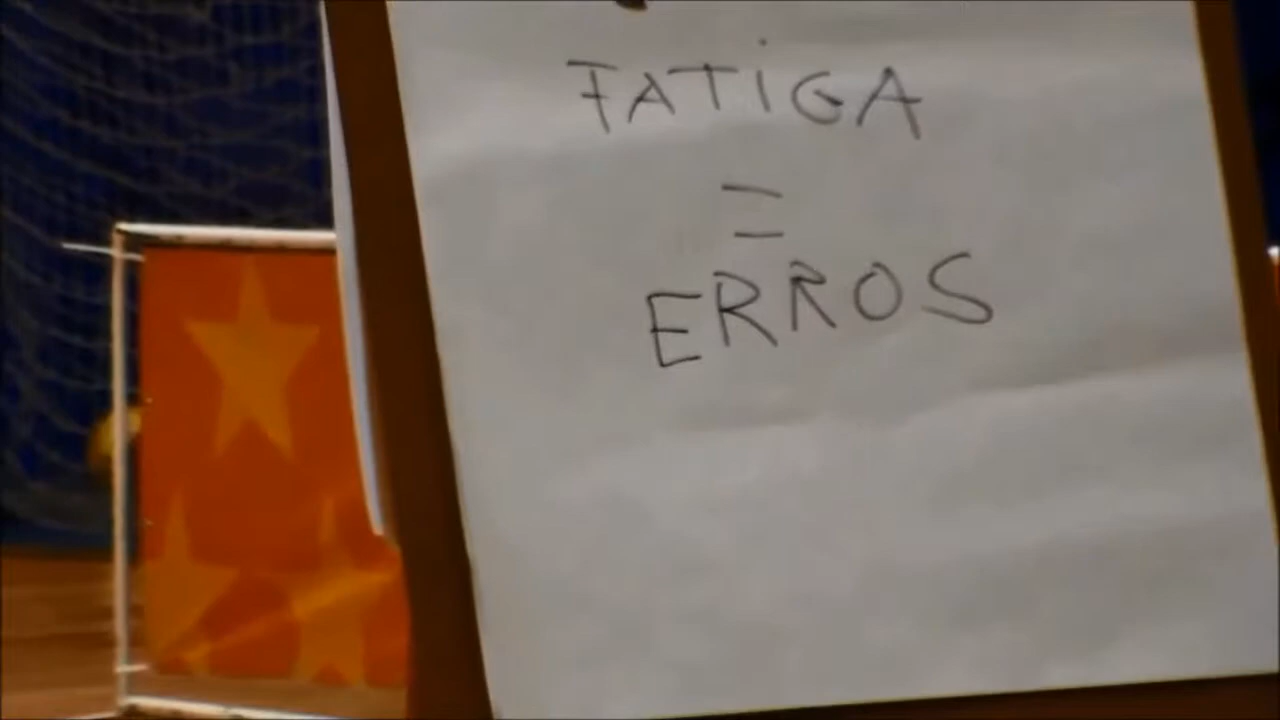 FATIGA
=
ERROS